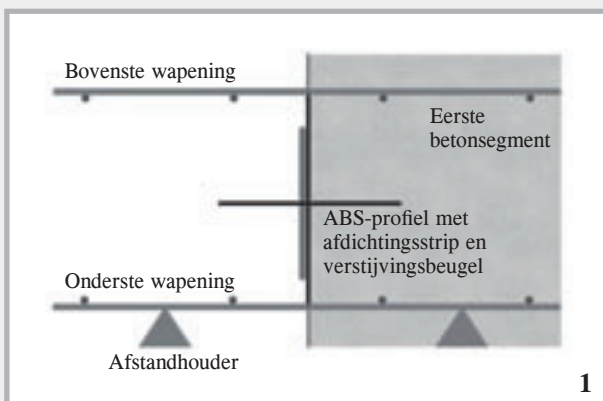 Bovenste wapening
Eerste
betonsegment
ABS-profiel met
afdichtingsstrip en
verstijvingsbeugel
Onderste wapening
Afstandhouder
1